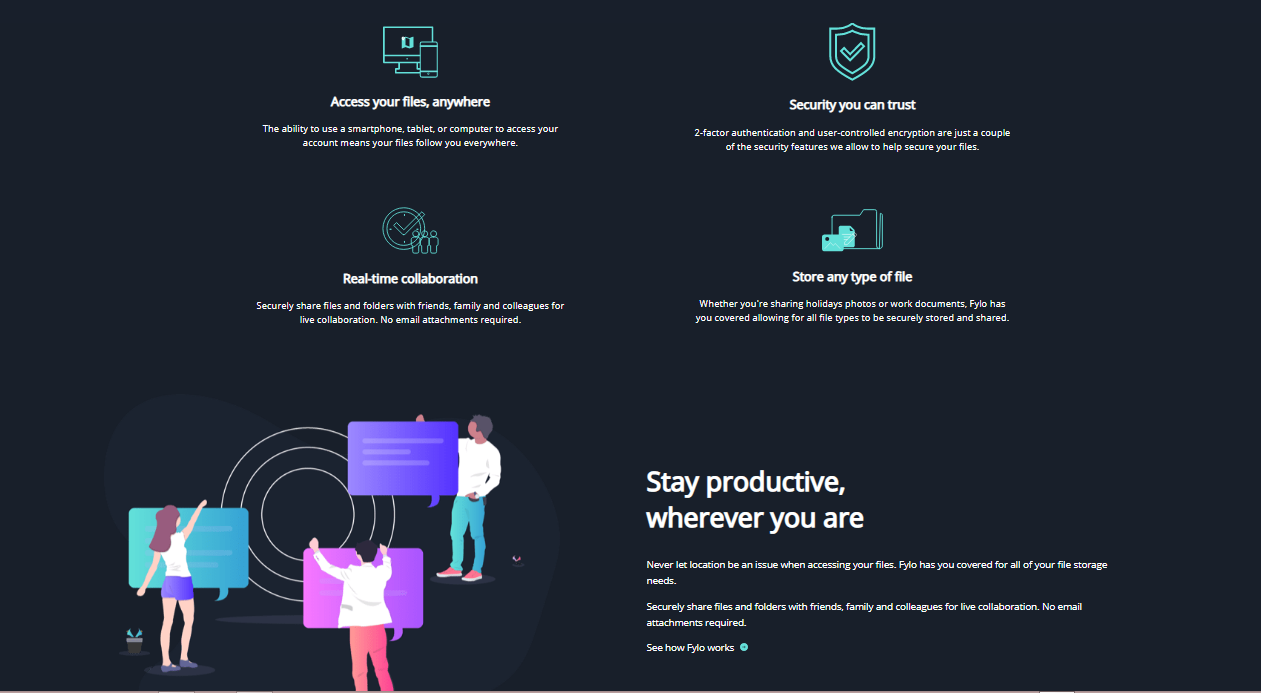 Access your files, anywhere
The ability to use a smartphone, tablet, or computer to access your
account means your files follow you everywhere.
Security you can trust
2-factor authentication and user-controlled encryption are just a couple
of the security features we allow to help secure your files.
Real-time collaboration
Securely share files and folders with friends, family and colleagues for
live collaboration. No email attachments required.
Store any type of file
Whether you're sharing holidays photos or work documents, Fylo has
you covered allowing for all file types to be securely stored and shared.
Stay productive,
wherever you are
Never let location be an issue when accessing your files. Fylo has you covered for all of your file storage
needs.
Securely share files and folders with friends, family and colleagues for live collaboration. No email
attachments required.
See how Fylo works